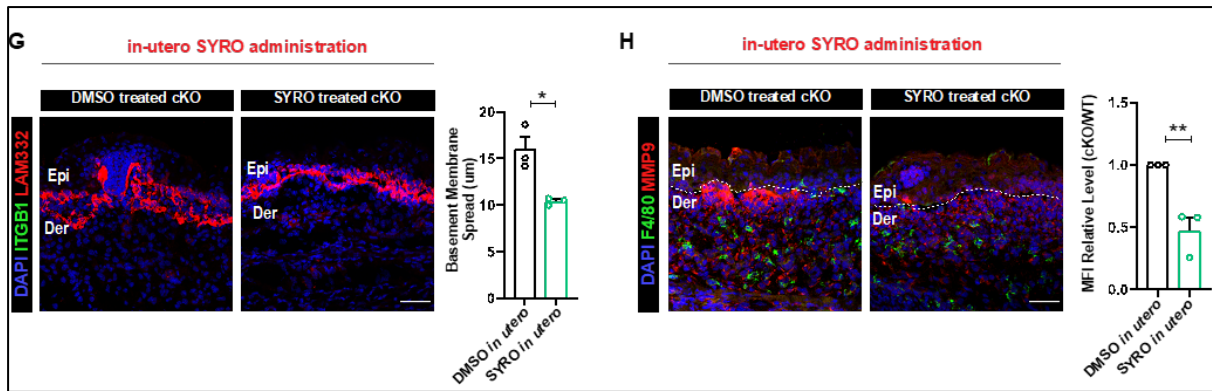 G
in-utero SYRO administration
DMSO treated cKO
SYRO treated cKO
DAPI ITGB1 LAM332
Epi
Der
Epi
Der
Basement Membrane
Spread (um)
20
15
10
5
0
*
DMSO in utero
SYRO in utero
H
in-utero SYRO administration
DMSO treated cKO
SYRO treated cKO
DAPI F4/80 MMP9
Epi
Der
Epi
Der
MFI Relative Level (cKO/WT)
1.5
1.0
0.5
0.0
**
DMSO in utero
SYRO in utero